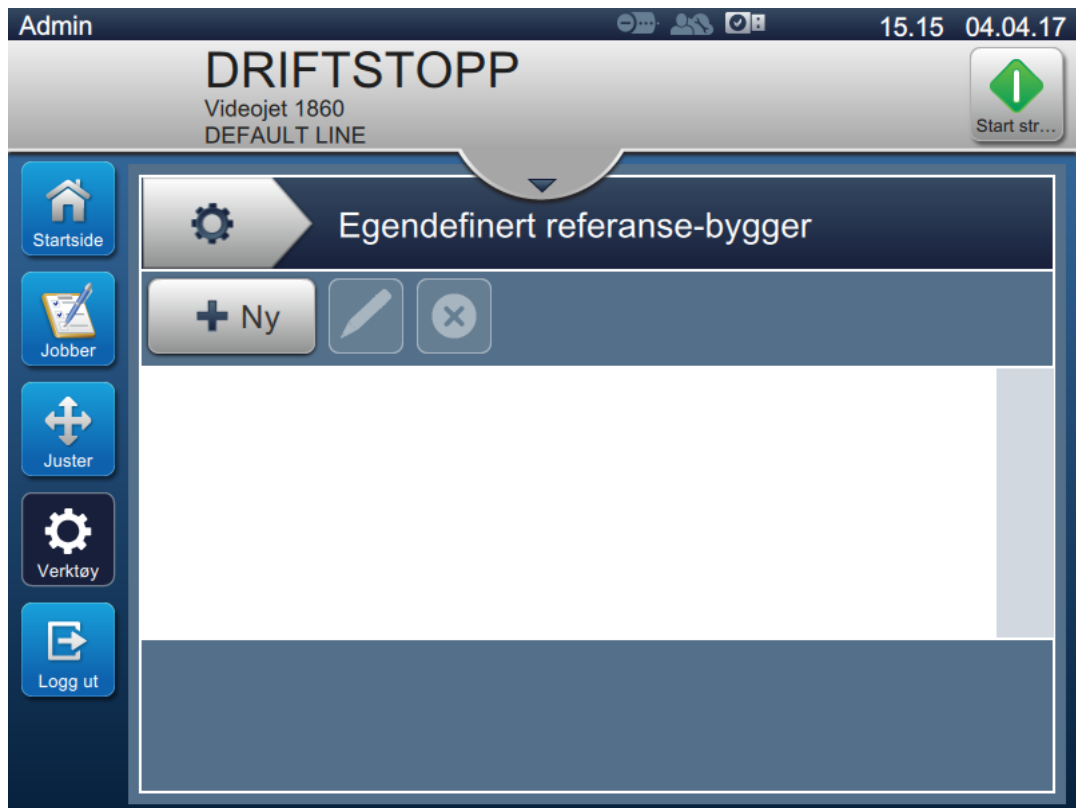 Admin 15.15 04.04.17
DRIFTSTOPP
Videojet 1860
DEFAULT LINE
Start str...
Startside
Egendefinert referanse-bygger
Ny
Jobber
Juster
Verktøy
Logg ut